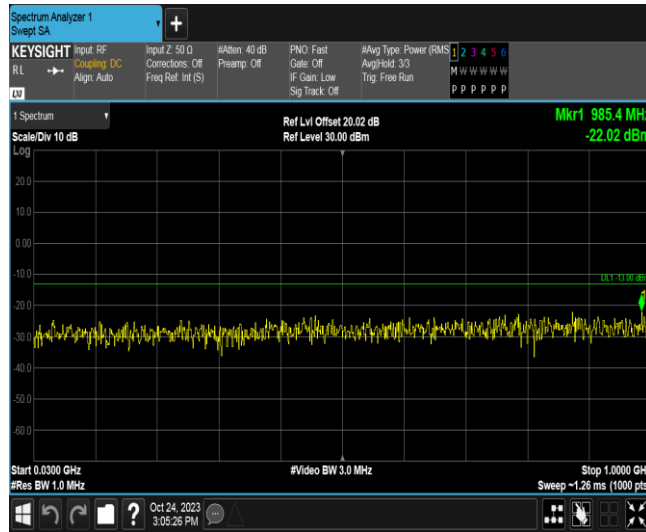 Spectrum Analyzer 1
Swept SA
KEYSIGHT
RL
LXI
Input: RF
Coupling: DC
Align: Auto
Input Z: 50 Ω
Corrections: Off
Freq Ref: Int (S)
#Atten: 40 dB
Preamp: Off
PNO: Fast
Gate: Off
IF Gain: Low
Sig Track: Off
#Avg Type: Power (RMS
Avg|Hold: 3/3
Trig: Free Run
1 2 3 4 5 6
M W W W W W
P P P P P P
1 Spectrum
Scale/Div 10 dB
Ref Lvl Offset 20.02 dB
Ref Level 30.00 dBm
Mkr1 985.4 MHz
-22.02 dBm
Log
20.0
10.0
0.00
-10.0
DL1 -13.00 dBm
-20.0
-30.0
-40.0
-50.0
-60.0
Start 0.0300 GHz
#Res BW 1.0 MHz
#Video BW 3.0 MHz
Stop 1.0000 GHz
Sweep ~1.26 ms (1000 pts)
?
Oct 24, 2023
3:05:26 PM